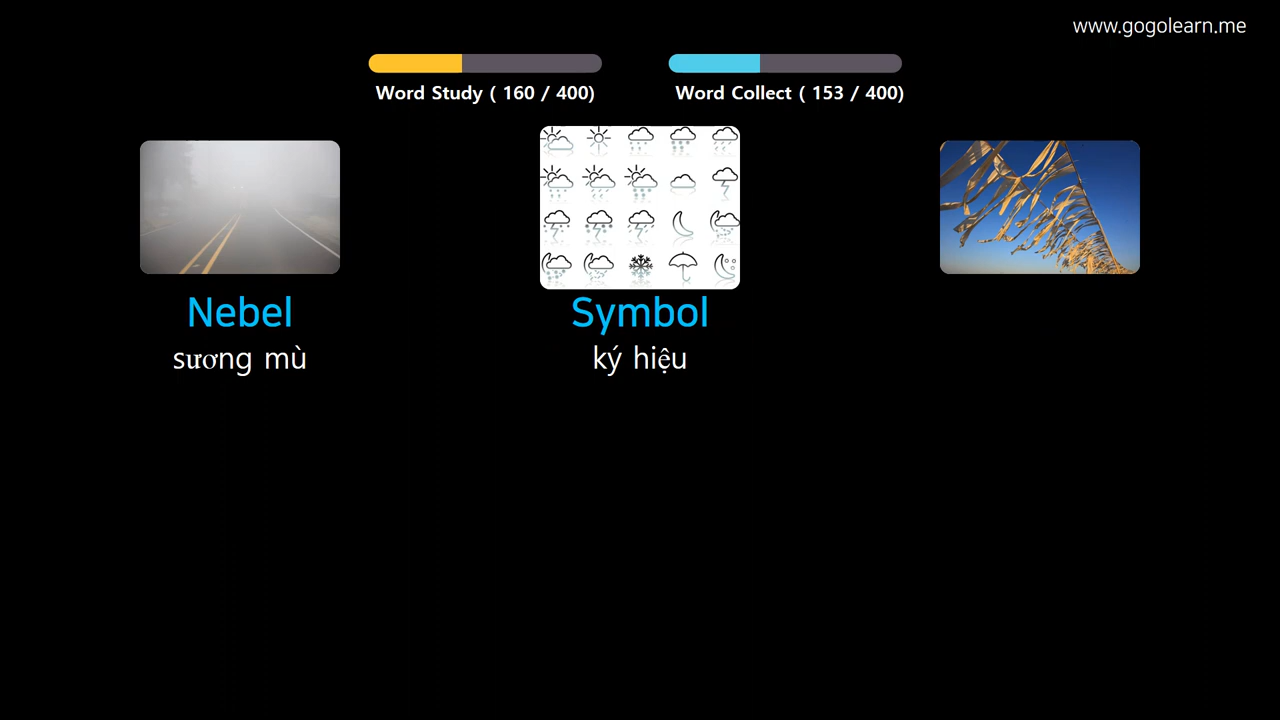 www.gogolearn.me
Word Study ( 160 / 400)
Word Collect ( 153 / 400)
Nebel
Symbol
sương mù
ký hiệu